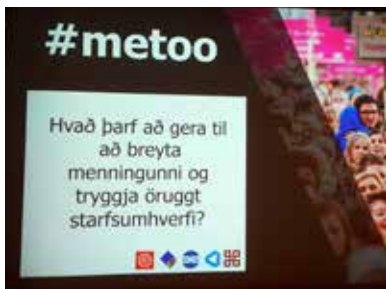 #metoo
Hvað þarf að gera til
að breyta
menningunni og
tryggja öruggt
starfsumhverfi?